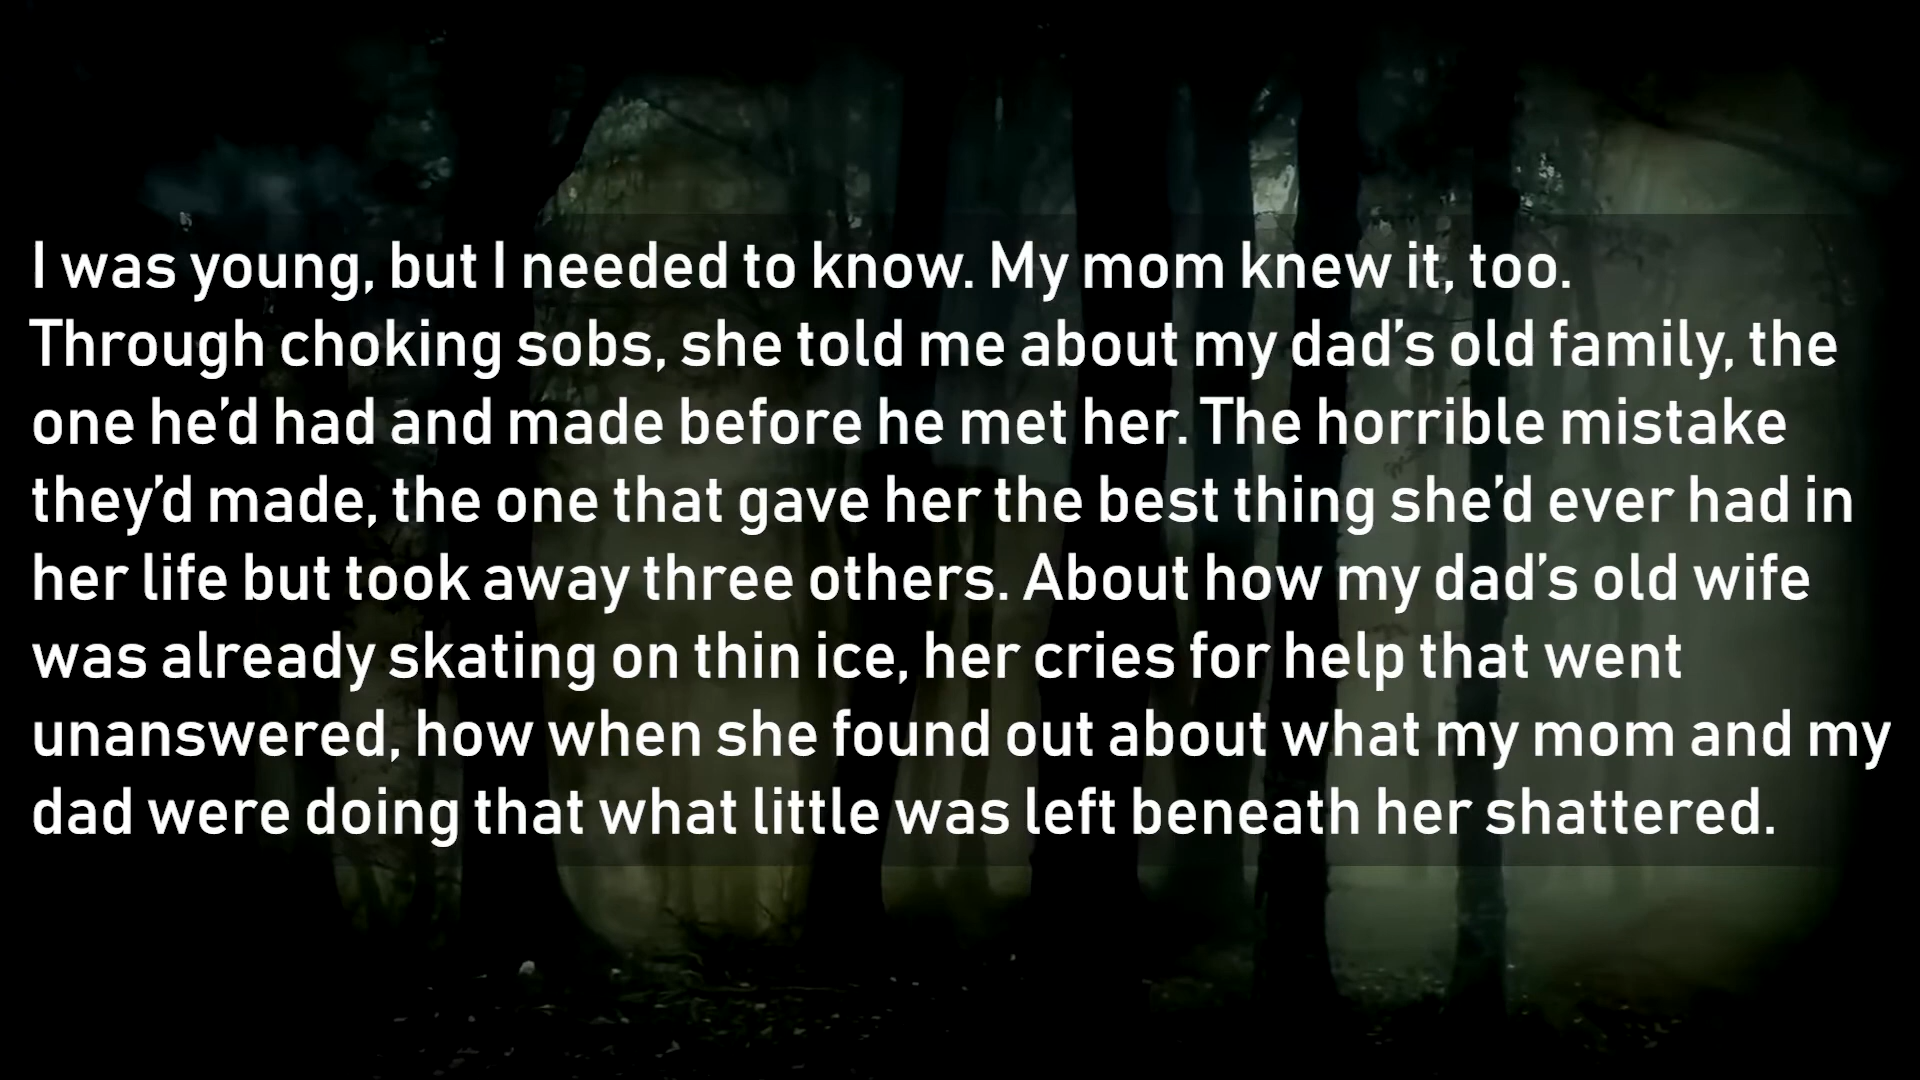 I was young, but I needed to know. My mom knew it, too.
Through choking sobs, she told me about my dad’s old family, the
one he’d had and made before he met her. The horrible mistake
they’d made, the one that gave her the best thing she’d ever had in
her life but took away three others. About how my dad’s old wife
was already skating on thin ice, her cries for help that went
unanswered, how when she found out about what my mom and my
dad were doing that what little was left beneath her shattered.